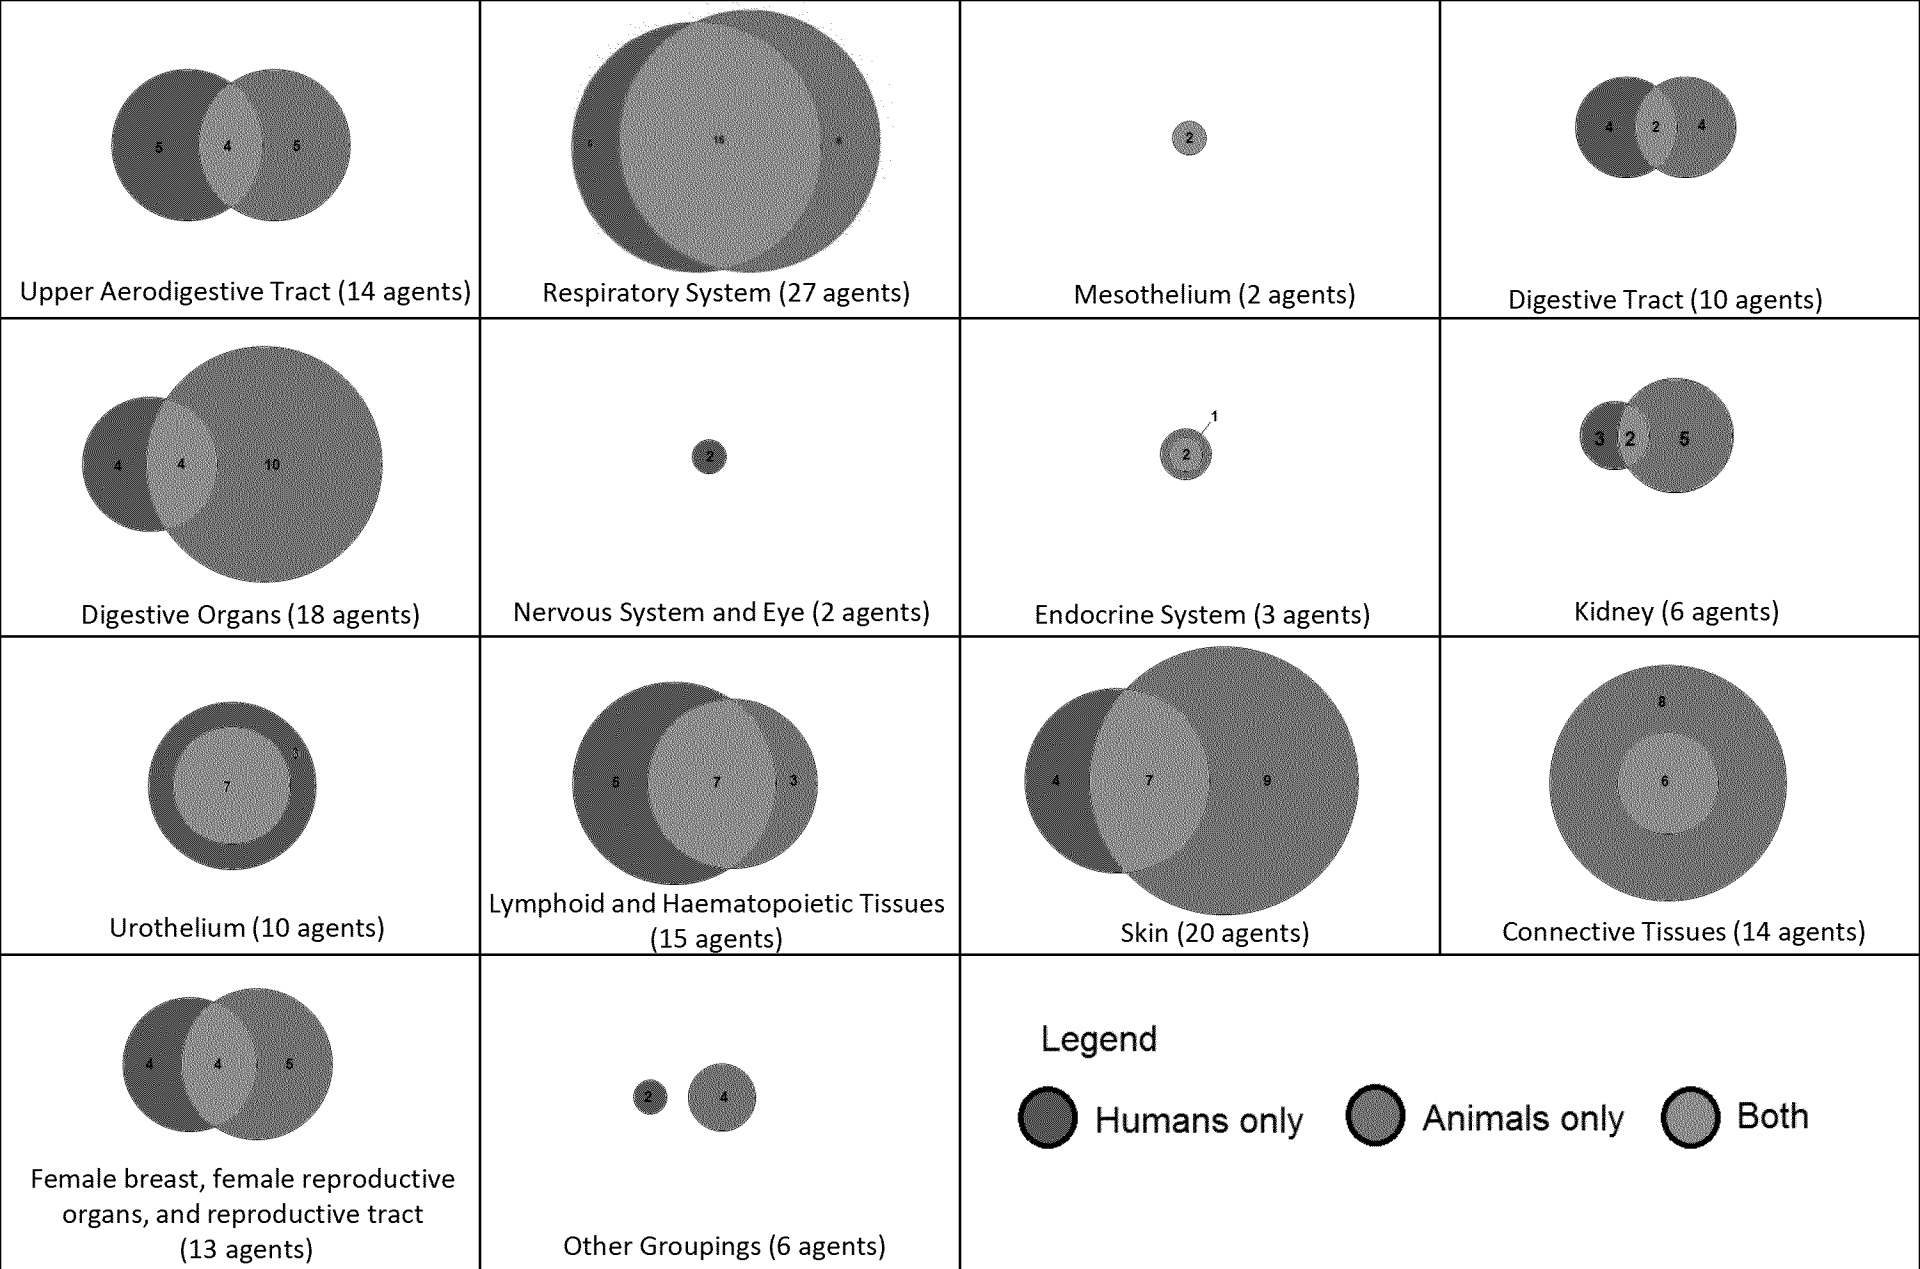 5
4
5
Upper Aerodigestive Tract (14 agents)
Respiratory System (27 agents)
2
Mesothelium (2 agents)
4
2
4
Digestive Tract (10 agents)
4
4
10
Digestive Organs (18 agents)
2
Nervous System and Eye (2 agents)
1
2
Endocrine System (3 agents)
3
2
5
Kidney (6 agents)
3
7
Urothelium (10 agents)
5
7
3
Lymphoid and Haematopoietic Tissues
(15 agents)
4
7
9
Skin (20 agents)
8
6
Connective Tissues (14 agents)
4
4
5
Female breast, female reproductive
organs, and reproductive tract
(13 agents)
2
4
Other Groupings (6 agents)
Legend
Humans only
Animals only
Both